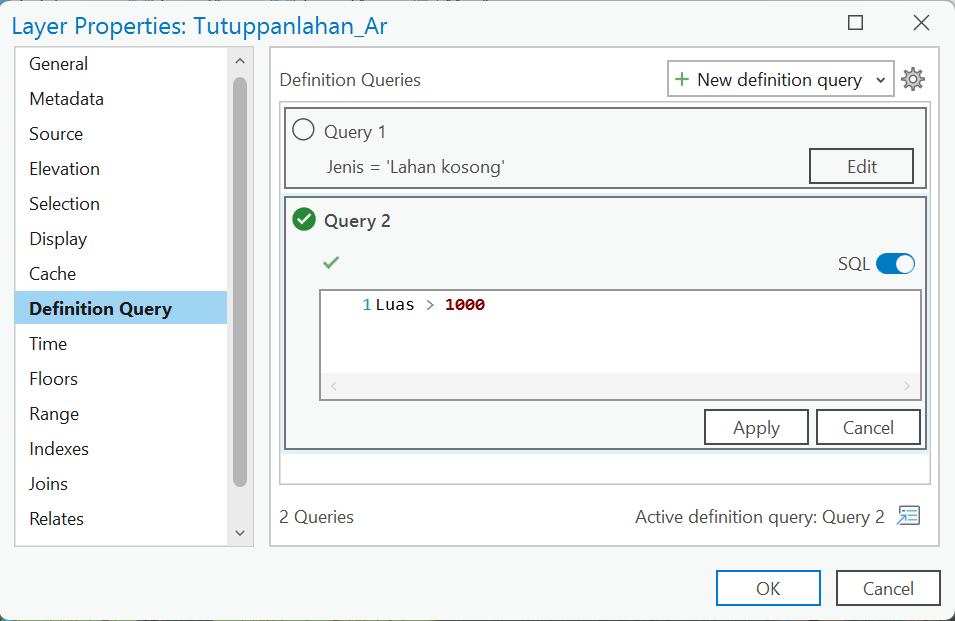 Layer Properties: Tutuppanlahan_Ar
General
Metadata
Source
Elevation
Selection
Display
Cache
Definition Query
Time
Floors
Range
Indexes
Joins
Relates
Definition Queries
New definition query
Query 1
Jenis = 'Lahan kosong'
Edit
Query 2
SQL
1 Luas > 1000
Apply Cancel
2 Queries
Active definition query: Query 2
OK Cancel